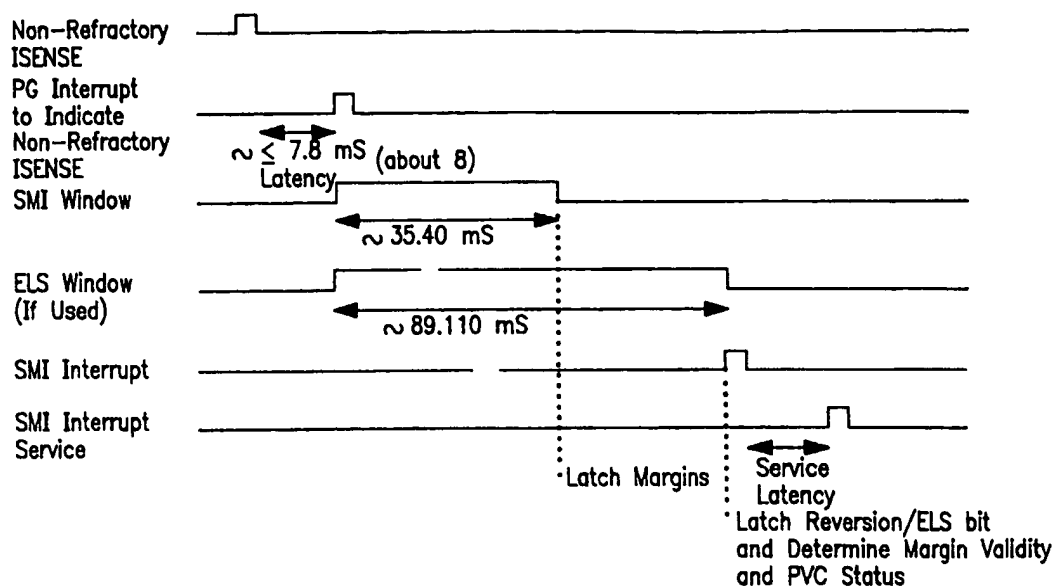 Non-Refractory
ISENSE
PG Interrupt
to Indicate
Non-Refractory
ISENSE
~ ≤ 7.8 mS (about 8)
Latency
SMI Window
~ 35.40 mS
ELS Window
(If Used)
~ 89.110 mS
SMI Interrupt
SMI Interrupt
Service
Latch Margins
Service
Latency
Latch Reversion/ELS bit
and Determine Margin Validity
and PVC Status